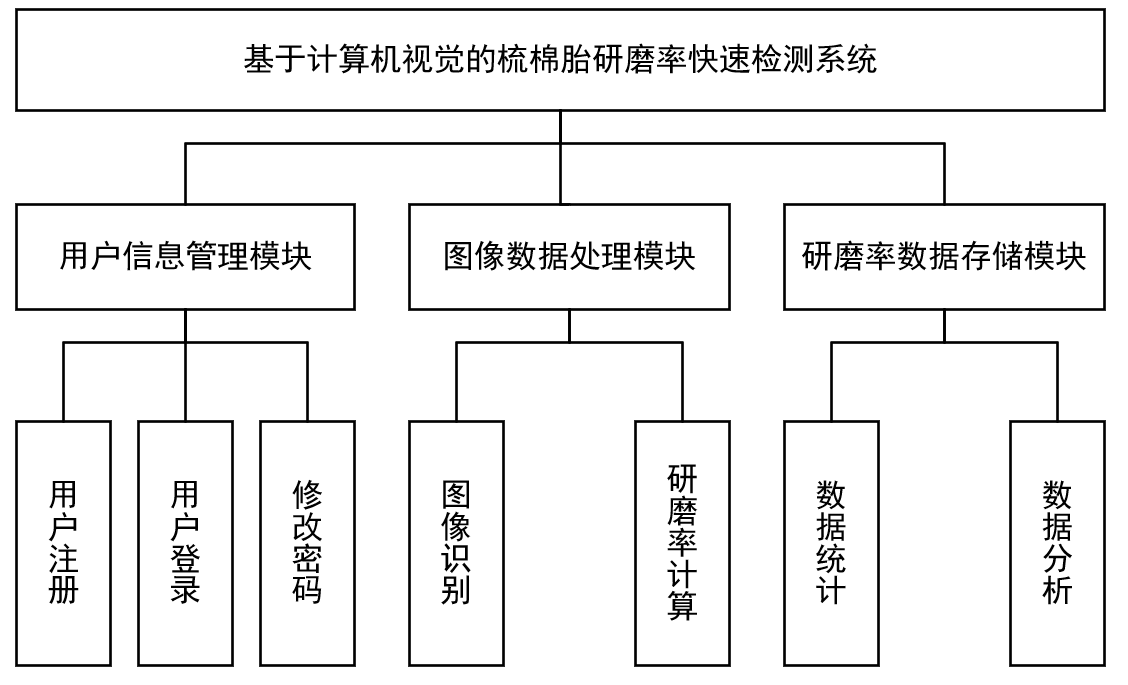 基于计算机视觉的梳棉胎研磨率快速检测系统
用户信息管理模块
图像数据处理模块
研磨率数据存储模块
用户注册
用户登录
修改密码
图像识别
研磨率计算
数据统计
数据分析